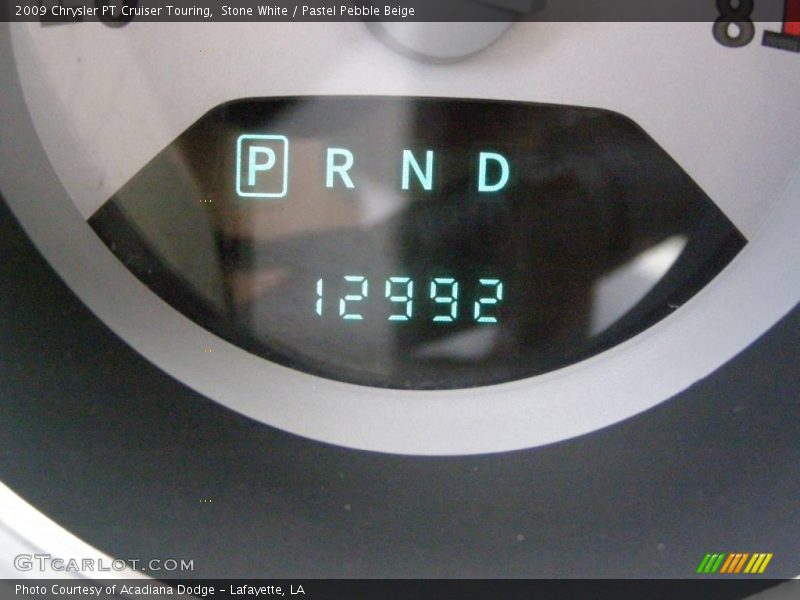 2009 Chrysler PT Cruiser Touring, Stone White / Pastel Pebble Beige
8
P R N D
12992
GTCARLOT.COM
Photo Courtesy of Acadiana Dodge - Lafayette, LA